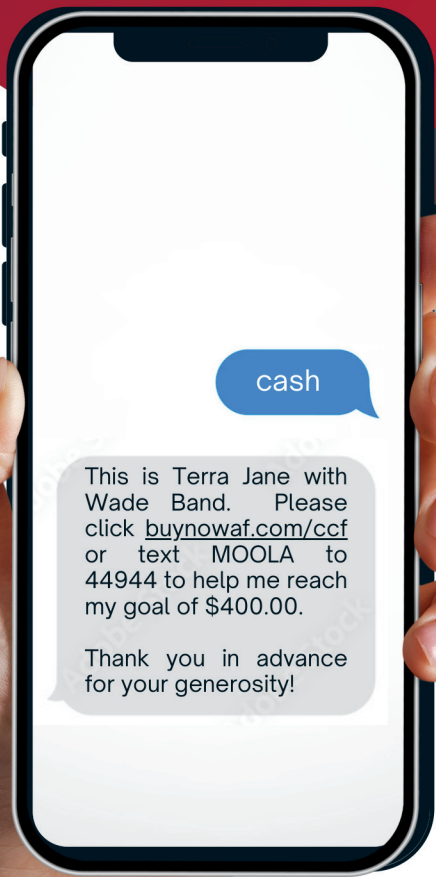 cash
This is Terra Jane with
Wade Band. Please
click buynowaf.com/ccf
or text MOOLA to
44944 to help me reach
my goal of $400.00.
Thank you in advance
for your generosity!